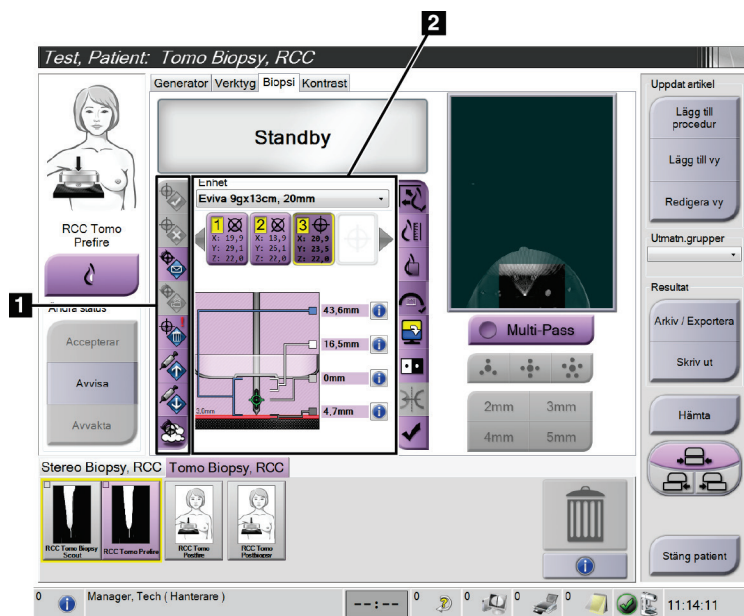 2
Test, Patient: Tomo Biopsy, RCC
Generator Verktyg Biopsi Kontrast
Standby
RCC Tomo
Prefire
Ändra status
Accepterar
Avvisa
Avvakta
1
Enhet
Eviva 9gx13cm, 20mm
1
X: 19,9
Y: 29,1
Z: 22,0
2
X: 13,9
Y: 25,1
Z: 22,0
3
X: 20,9
Y: 23,5
Z: 22,0
43,6mm
16,5mm
0mm
4,7mm
Multi-Pass
2mm 3mm
4mm 5mm
Uppdat artikel
Lägg till
procedur
Lägg till vy
Redigera vy
Utmatn.grupper
Resultat
Arkiv / Exportera
Skriv ut
Hämta
Stäng patient
Stereo Biopsy, RCC Tomo Biopsy, RCC
RCC Tomo Biopsy
Scout
RCC Tomo Prefire
RCC Tomo
Postfire
RCC Tomo
Postbiopsy
0 Manager, Tech ( Hanterare ) --:-- 0 0 0 0 11:14:11